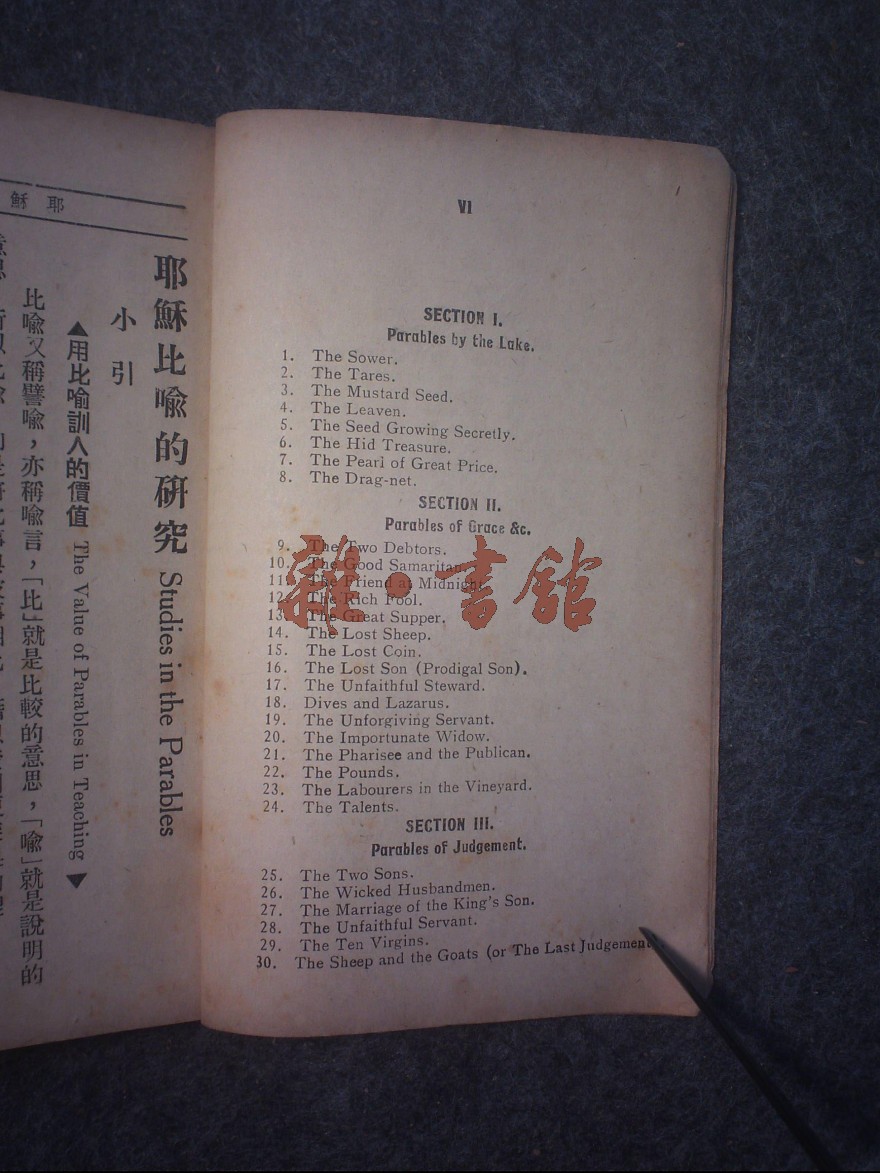 VI
SECTION I.
Parables by the Lake.
1. The Sower.
2. The Tares.
3. The Mustard Seed.
4. The Leaven.
5. The Seed Growing Secretly.
6. The Hid Treasure.
7. The Pearl of Great Price.
8. The Drag-net.
SECTION II.
Parables of Grace &c.
9. The Two Debtors.
10. The Good Samaritan.
11. The Friend at Midnight
12. The Rich Fool.
13. The Great Supper.
14. The Lost Sheep.
15. The Lost Coin.
16. The Lost Son (Prodigal Son).
17. The Unfaithful Steward.
18. Dives and Lazarus.
19. The Unforgiving Servant.
20. The Importunate Widow.
21. The Pharisee and the Publican.
22. The Pounds.
23. The Labourers in the Vineyard.
24. The Talents.
SECTION III.
Parables of Judgement.
25. The Two Sons.
26. The Wicked Husbandmen.
27. The Marriage of the King's Son.
28. The Unfaithful Servant.
29. The Ten Virgins.
30. The Sheep and the Goats (or The Last Judgement
雜·書館
耶穌
耶穌比喩的研究 Studies in the Parables
小引
▲用比喻訓人的價值 The Value of Parables in Teaching▼
比喩又稱譬喩，亦稱喩言，「比」就是比較的意思，「喩」就是說明的
意思